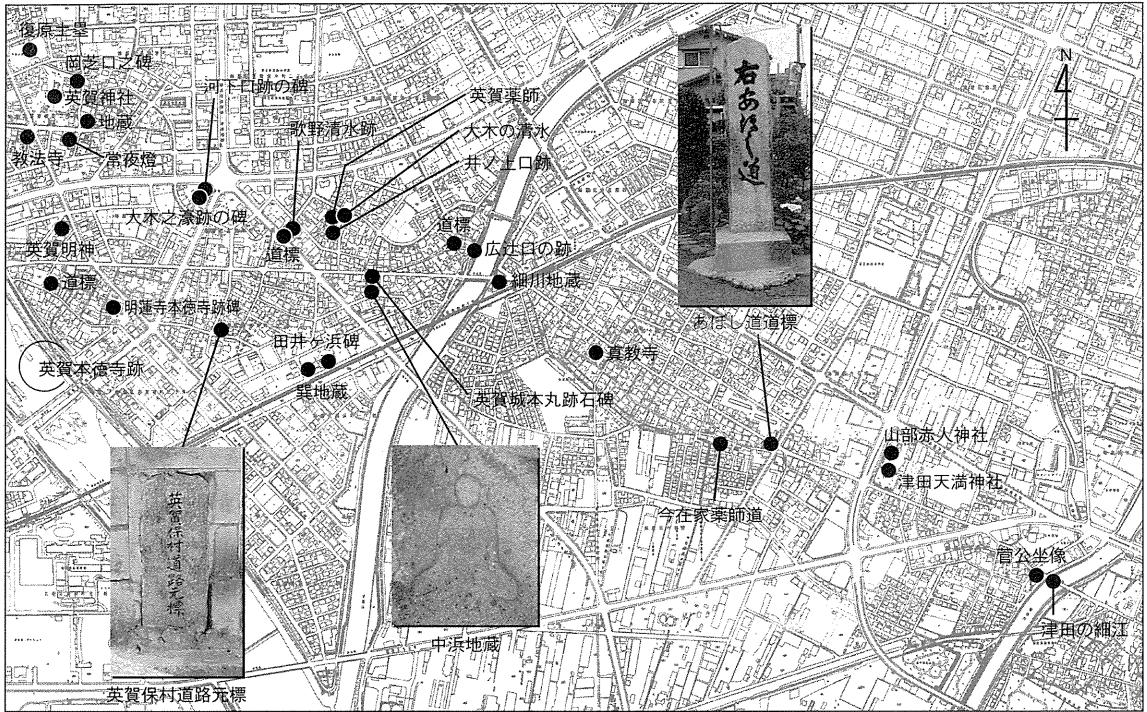 復原土塁
岡芝口之碑
英賀神社
地蔵
教法寺
常夜燈
河下口跡の碑
大木之濠跡の碑
歌野清水跡
道標
英賀薬師
大木の清水
井ノ上口跡
道標
広辻口の跡
細川地蔵
英賀明神
道標
明蓮寺本徳寺跡碑
英賀本徳寺跡
田井ヶ浜碑
巽地蔵
英賀城本丸跡石碑
真教寺
N
右あぼし道
あぼし道道標
山部赤人神社
津田天満神社
今在家薬師道
菅公坐像
津田の細江
英賀保村道路元標
英賀保村道路元標
中浜地蔵